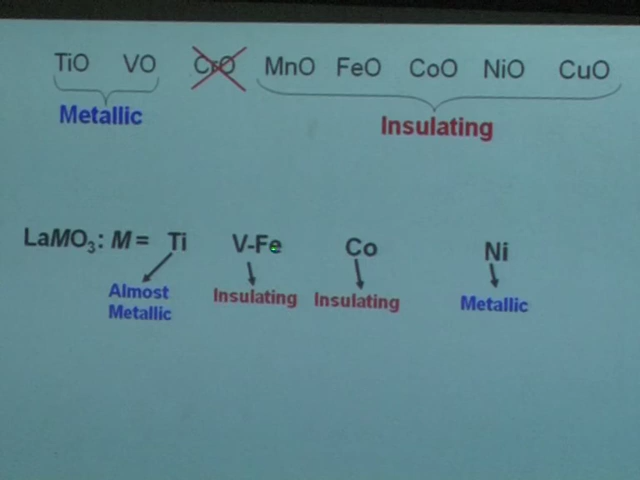 TiO VO CrO MnO FeO CoO NiO CuO
Metallic
Insulating
LaMO₃: M = Ti V-Fe Co Ni
Almost
Metallic
Insulating
Insulating
Metallic